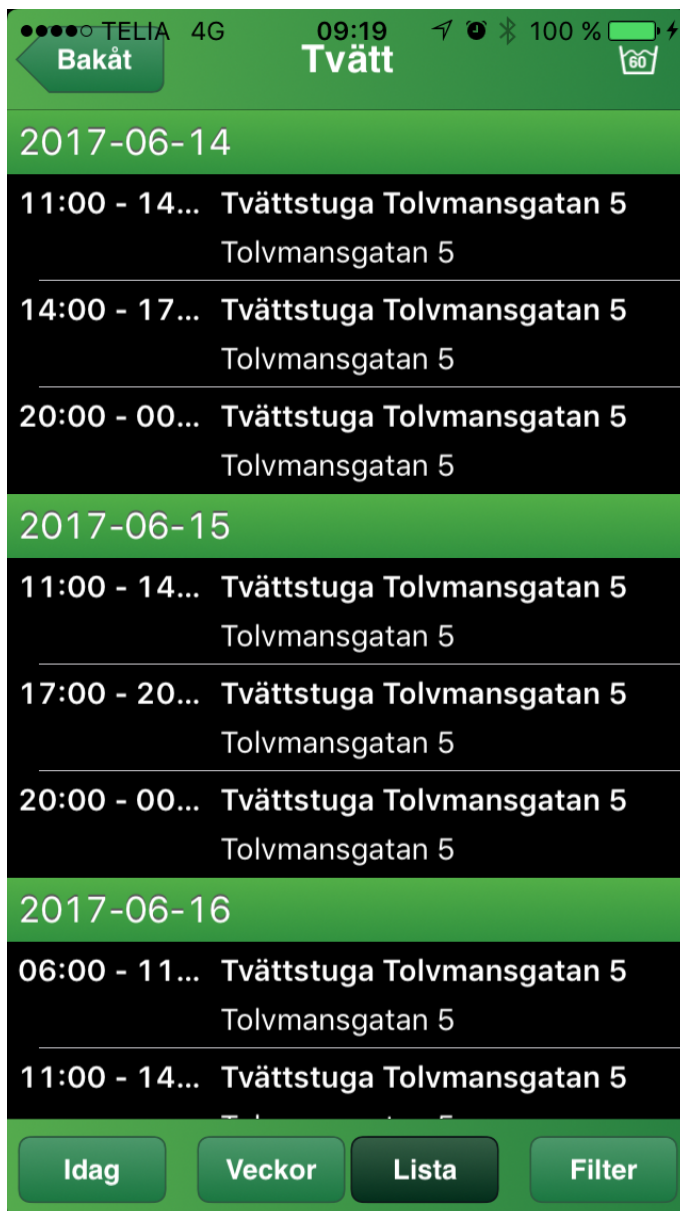 TELIA 4G 09:19 100 %
Bakåt Tvätt 60
2017-06-14
11:00 - 14... Tvättstuga Tolvmansgatan 5
Tolvmansgatan 5
14:00 - 17... Tvättstuga Tolvmansgatan 5
Tolvmansgatan 5
20:00 - 00... Tvättstuga Tolvmansgatan 5
Tolvmansgatan 5
2017-06-15
11:00 - 14... Tvättstuga Tolvmansgatan 5
Tolvmansgatan 5
17:00 - 20... Tvättstuga Tolvmansgatan 5
Tolvmansgatan 5
20:00 - 00... Tvättstuga Tolvmansgatan 5
Tolvmansgatan 5
2017-06-16
06:00 - 11... Tvättstuga Tolvmansgatan 5
Tolvmansgatan 5
11:00 - 14... Tvättstuga Tolvmansgatan 5
Idag Veckor Lista Filter